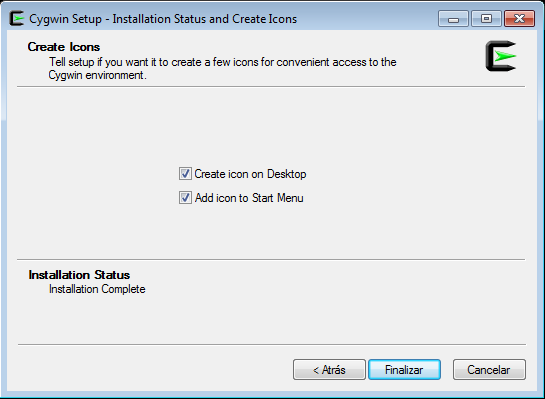 Cygwin Setup - Installation Status and Create Icons
Create Icons
Tell setup if you want it to create a few icons for convenient access to the
Cygwin environment.
Create icon on Desktop
Add icon to Start Menu
Installation Status
Installation Complete
< Atrás
Finalizar
Cancelar